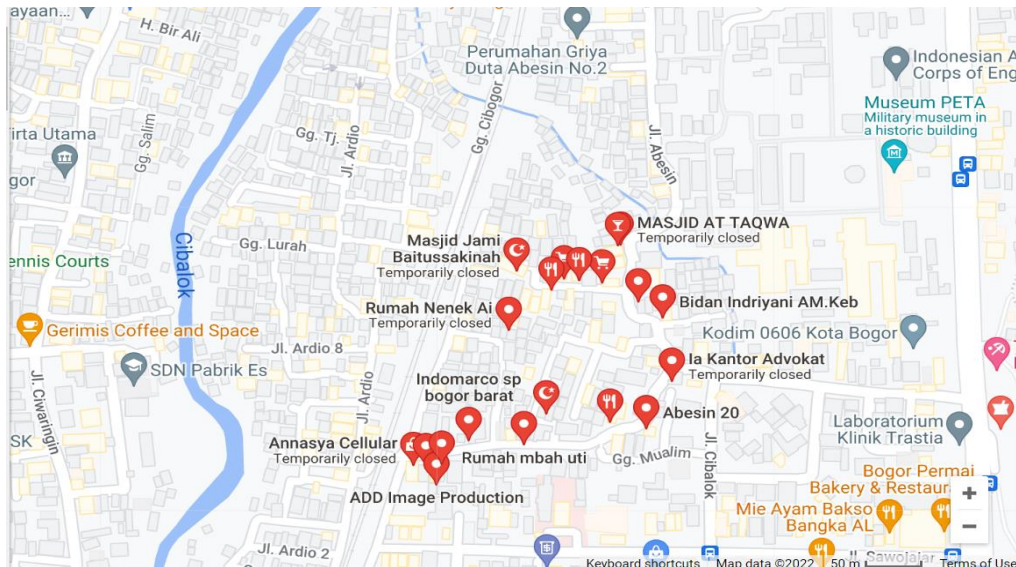 ayaan...
H. Bir Ali
Perumahan Griya
Duta Abesin No.2
Indonesian A
Corps of Eng
Museum PETA
Military museum in
a historic building
Gg. Salim
Gg. Tj.
Jl. Ardio
Gg. Cibogor
Jl. Abesin
irta Utama
gor
Cibalok
ennis Courts
Gg. Lurah
MASJID AT TAQWA
Temporarily closed
Masjid Jami
Baitussakinah
Temporarily closed
Rumah Nenek Ai
Temporarily closed
Bidan Indriyani AM.Keb
Kodim 0606 Kota Bogor
Gerimis Coffee and Space
Jl. Ardio 8
SDN Pabrik Es
Jl. Ciwaringin
Ia Kantor Advokat
Temporarily closed
Indomarco sp
bogor barat
Abesin 20
Jl. Ardio
SK
Annasya Cellular
Temporarily closed
Rumah mbah uti
Gg. Mualim
Jl. Cibalok
Laboratorium
Klinik Trastia
ADD Image Production
Bogor Permai
Bakery & Restaur
Mie Ayam Bakso
Bangka AL
Jl. Ardio 2
Jl. Sawojajar
Keyboard shortcuts
Map data ©2022
50 m
Terms of Use